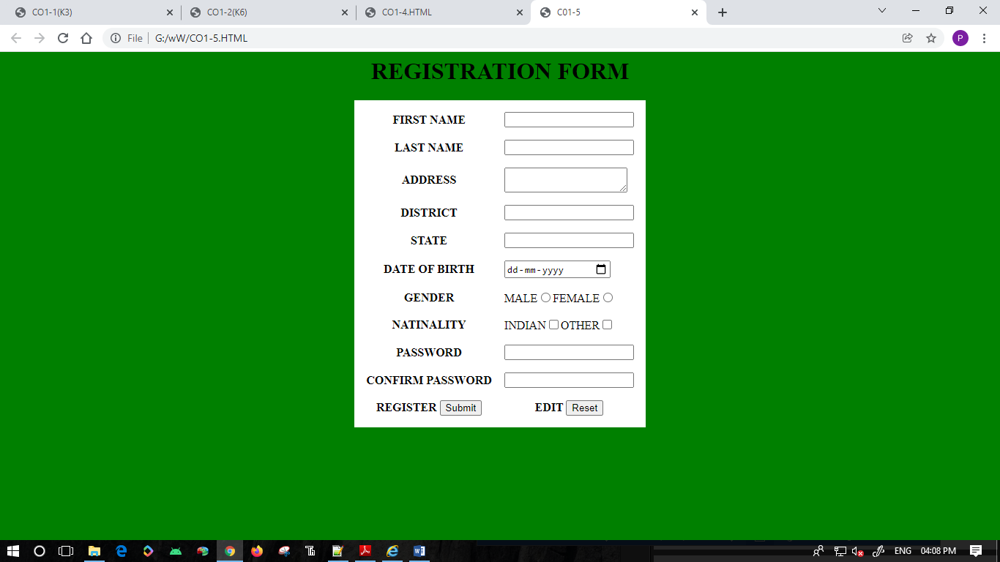 CO1-1(K3) CO1-2(K6) CO1-4.HTML C01-5
File G:/wW/CO1-5.HTML P
REGISTRATION FORM
FIRST NAME
LAST NAME
ADDRESS
DISTRICT
STATE
DATE OF BIRTH dd-mm-yyyy
GENDER MALE FEMALE
NATINALITY INDIAN OTHER
PASSWORD
CONFIRM PASSWORD
REGISTER Submit EDIT Reset
ENG 04:08 PM